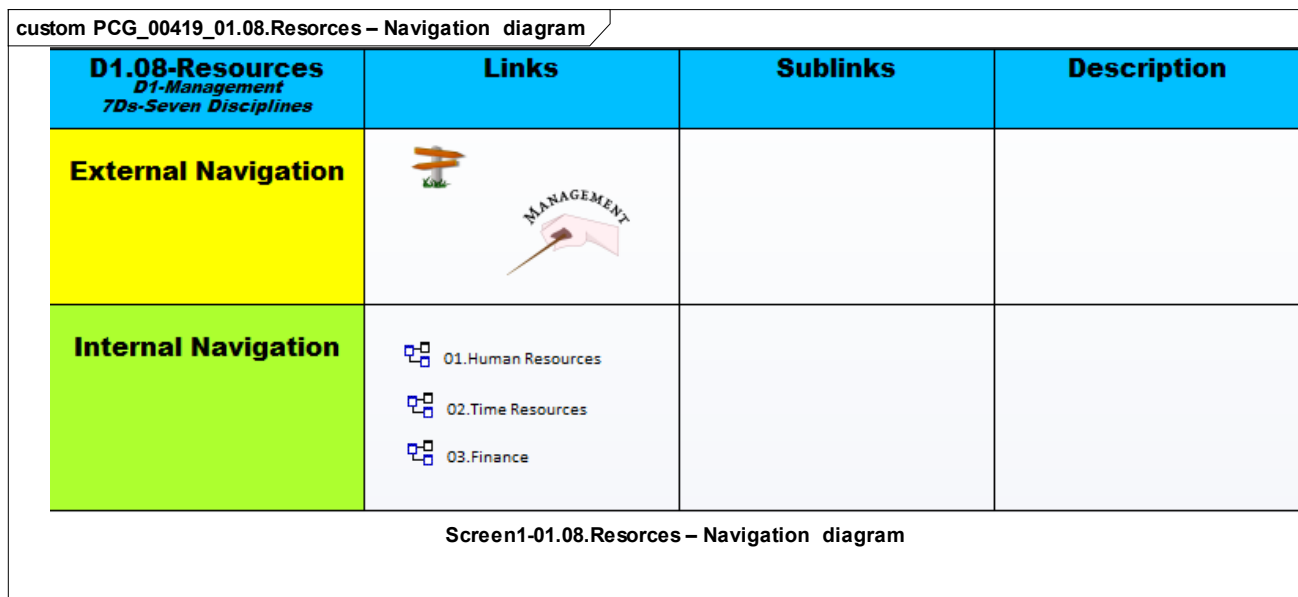 custom PCG_00419_01.08.Resorces – Navigation diagram
D1.08-Resources
D1-Management
7Ds-Seven Disciplines
Links
Sublinks
Description
External Navigation
MANAGEMENT
Internal Navigation
01.Human Resources
02.Time Resources
03.Finance
Screen1-01.08.Resorces – Navigation diagram